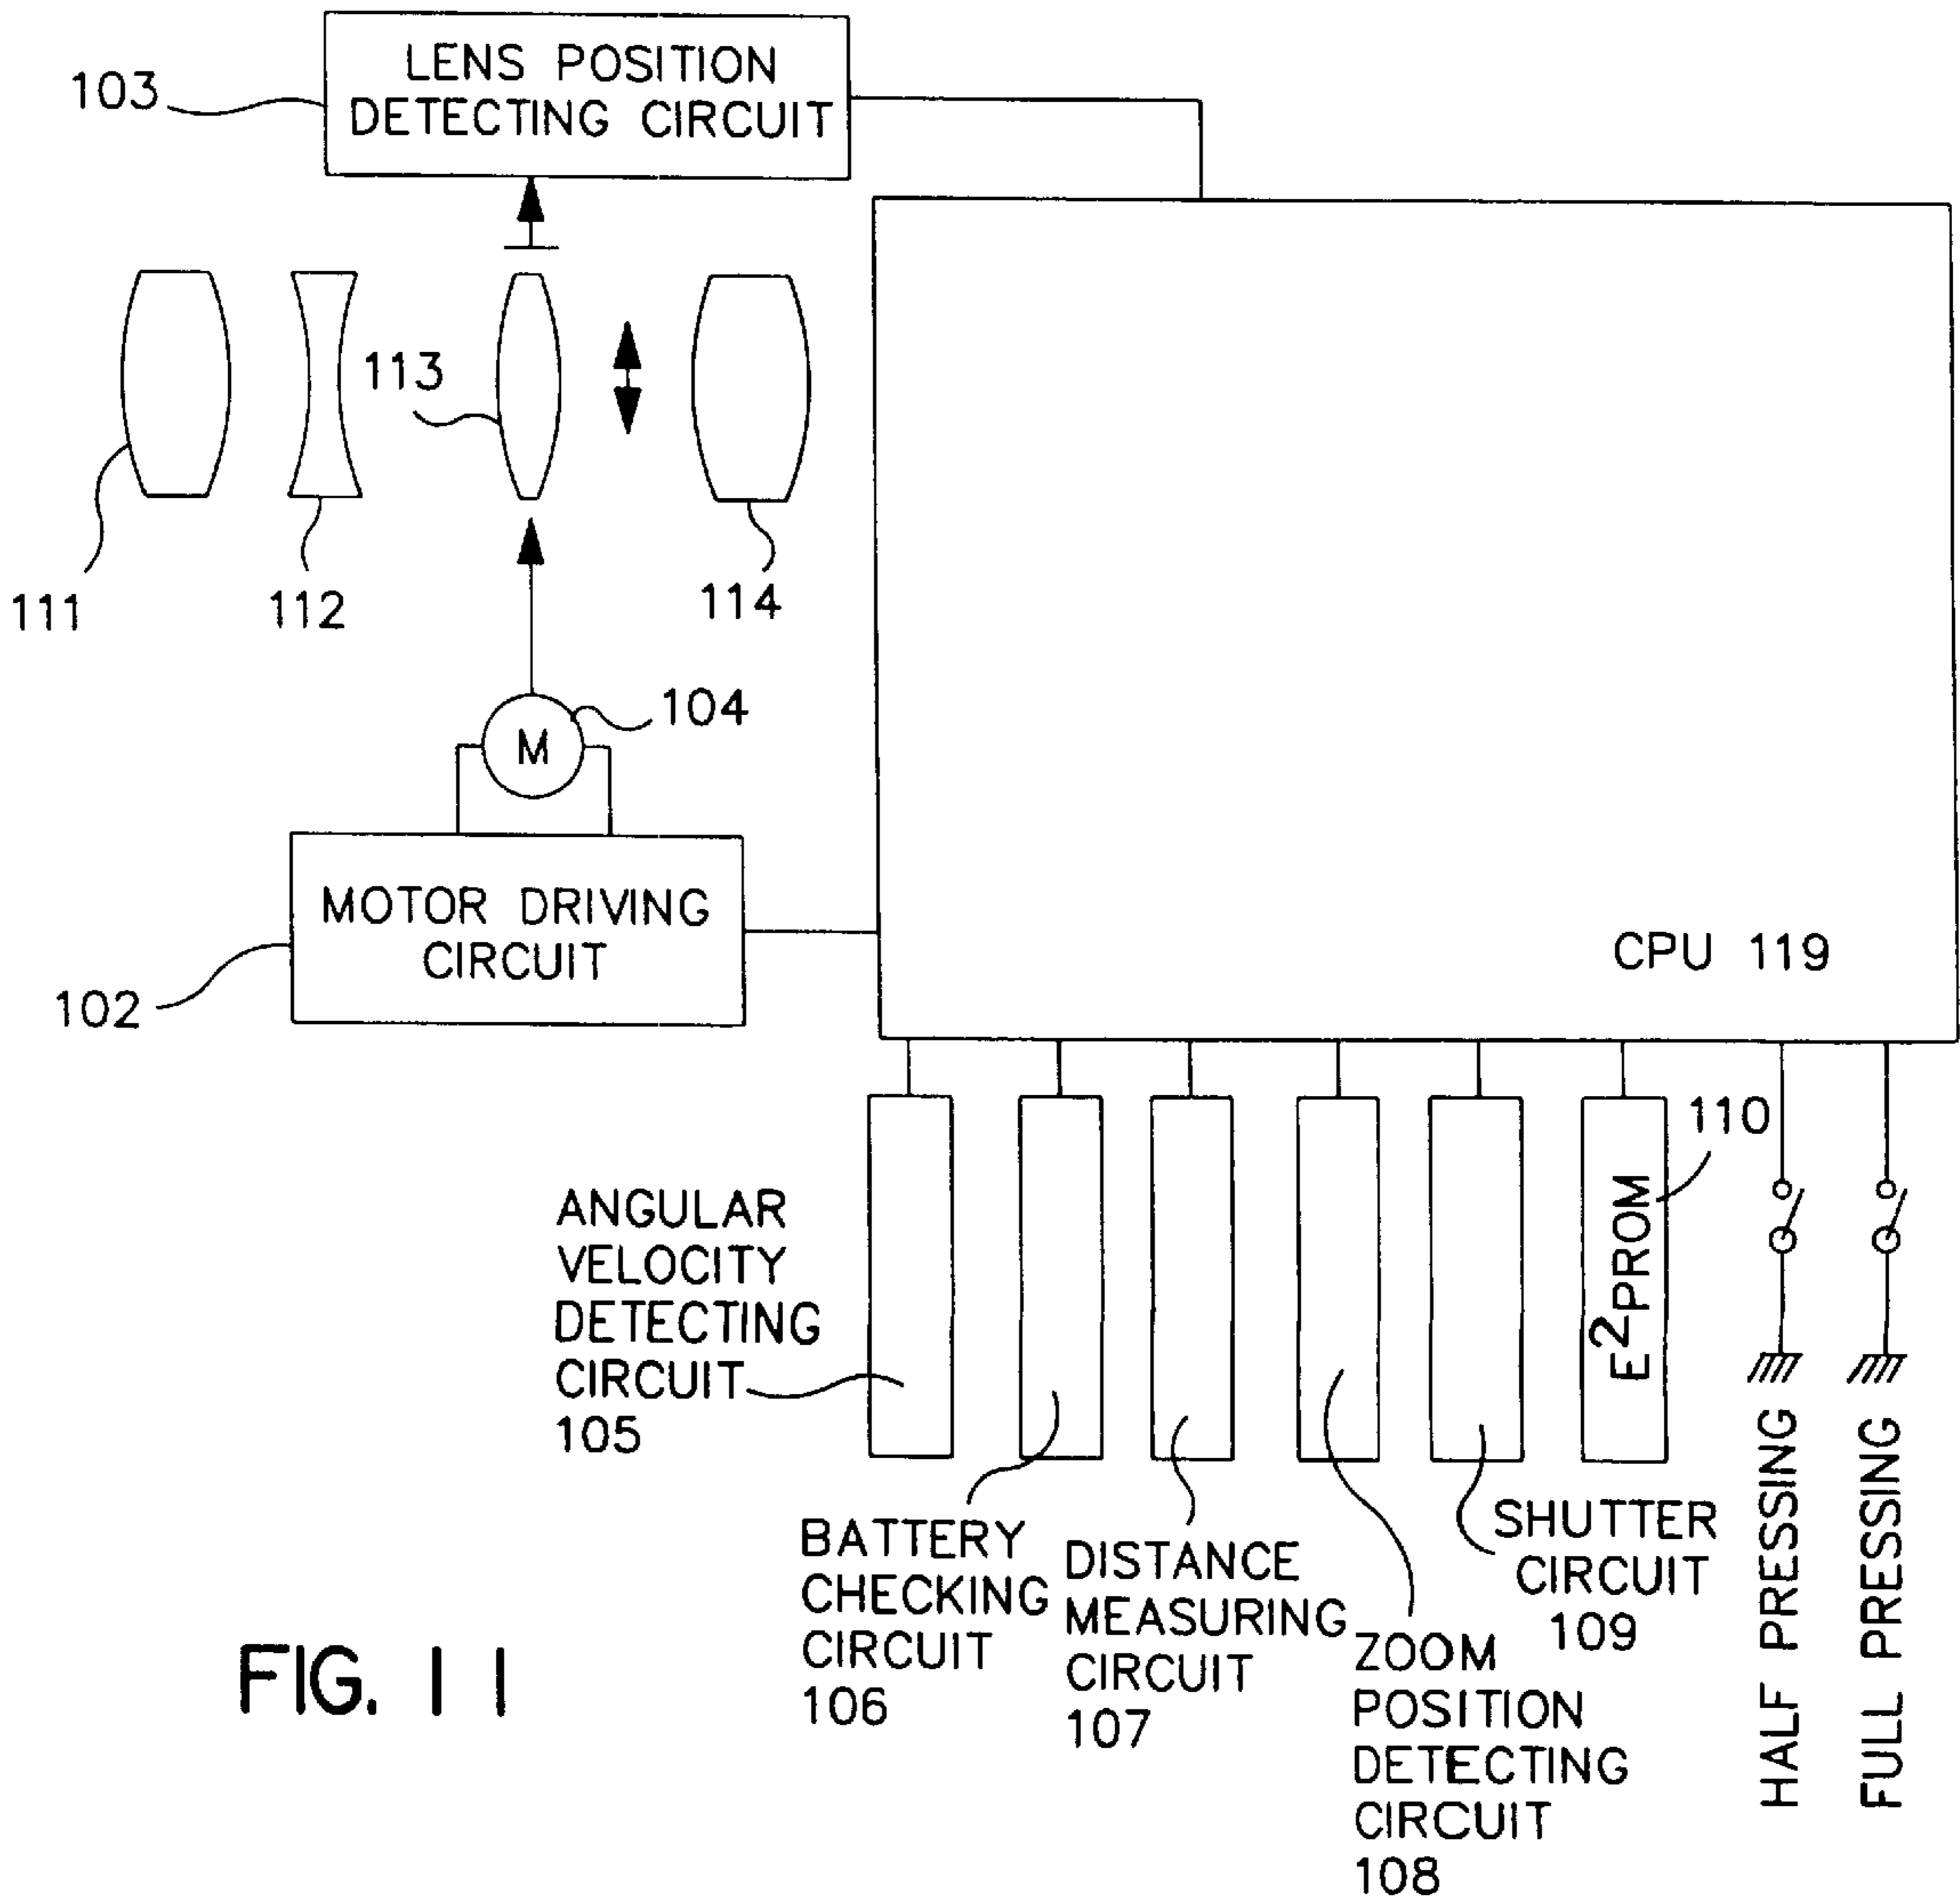 LENS POSITION
DETECTING CIRCUIT
103
113
111
112
114
104
M
MOTOR DRIVING
CIRCUIT
102
CPU 119
110
E²PROM
ANGULAR
VELOCITY
DETECTING
CIRCUIT
105
BATTERY
CHECKING
CIRCUIT
106
DISTANCE
MEASURING
CIRCUIT
107
ZOOM
POSITION
DETECTING
CIRCUIT
108
SHUTTER
CIRCUIT
109
HALF PRESSING
FULL PRESSING
FIG. 11